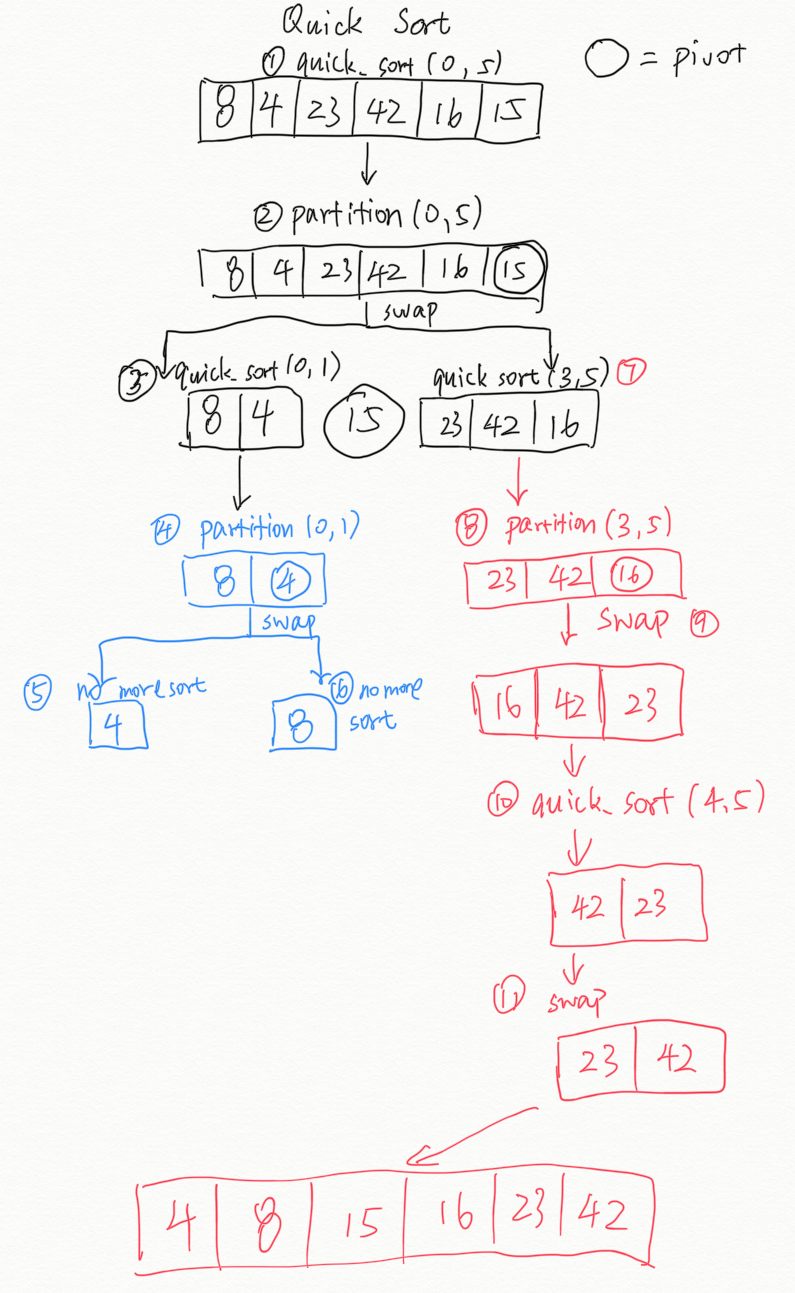 Quick Sort
① quick_sort (0, 5)
◯ = pivot
8 4 23 42 16 15
② partition (0, 5)
8 4 23 42 16 15
swap
③ quick_sort (0, 1)
quick sort (3, 5) ⑦
8 4
15
23 42 16
④ partition (0, 1)
⑧ partition (3, 5)
8 4
23 42 16
swap
swap ⑨
⑤ no more sort
⑥ no more
sort
4
8
16 42 23
⑩ quick_sort (4, 5)
42 23
⑪ swap
23 42
4 8 15 16 23 42